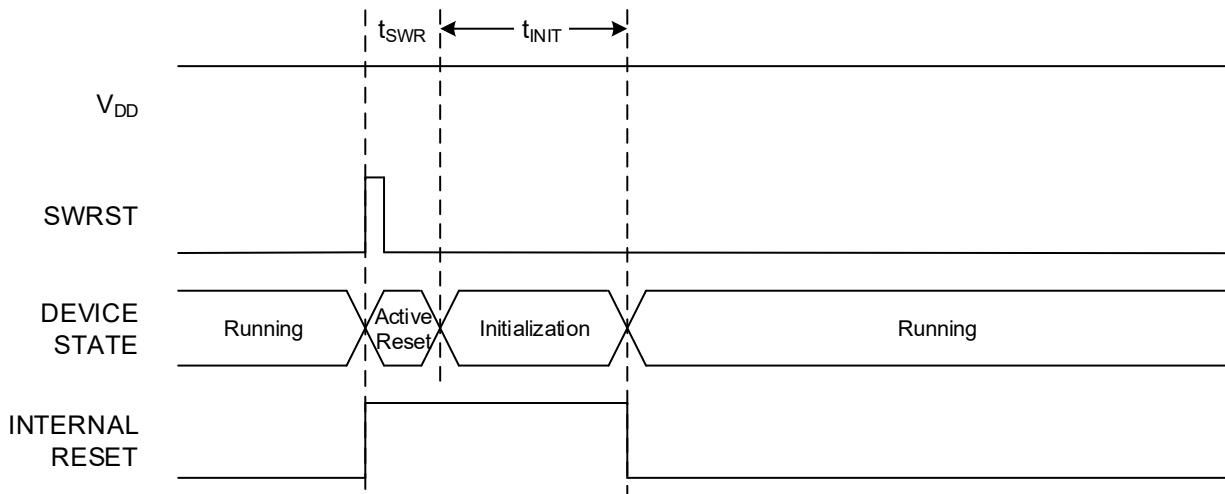 tSWR
tINIT
VDD
SWRST
DEVICE
STATE
Running
Active
Reset
Initialization
Running
INTERNAL
RESET